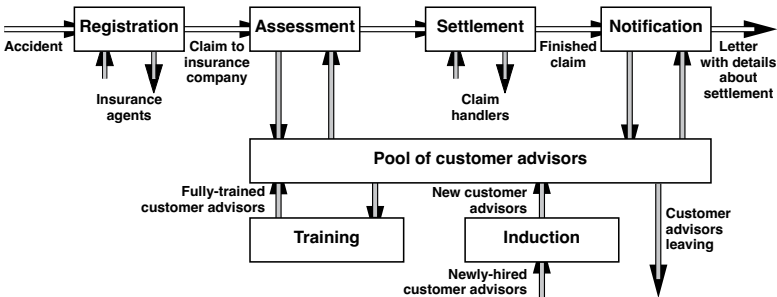 Registration
Assessment
Settlement
Notification
Accident
Claim to
insurance
company
Finished
claim
Letter
with details
about
settlement
Insurance
agents
Claim
handlers
Pool of customer advisors
Fully-trained
customer advisors
New customer
advisors
Customer
advisors
leaving
Training
Induction
Newly-hired
customer advisors